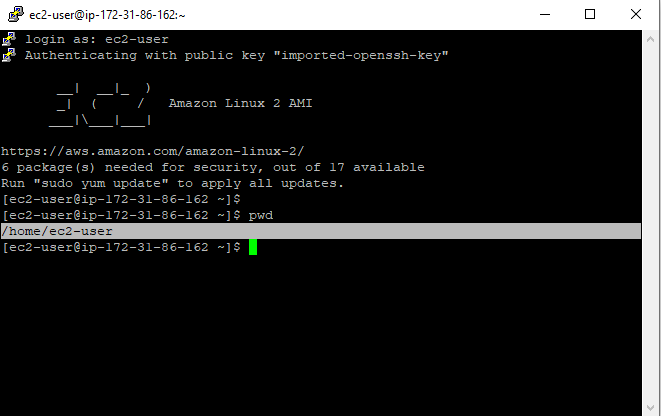 ec2-user@ip-172-31-86-162:~
login as: ec2-user
Authenticating with public key "imported-openssh-key"
       __|  __|_  )
       _|  (     /   Amazon Linux 2 AMI
      ___|\___|___|
https://aws.amazon.com/amazon-linux-2/
6 package(s) needed for security, out of 17 available
Run "sudo yum update" to apply all updates.
[ec2-user@ip-172-31-86-162 ~]$
[ec2-user@ip-172-31-86-162 ~]$ pwd
/home/ec2-user
[ec2-user@ip-172-31-86-162 ~]$